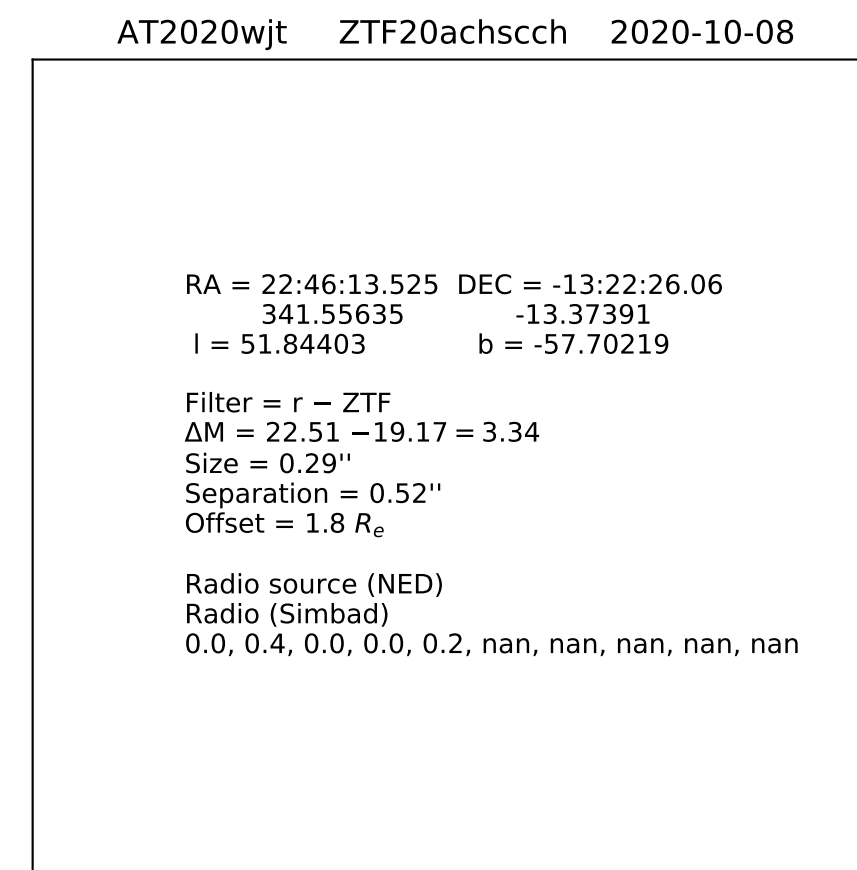 AT2020wjt ZTF20achscch 2020-10-08
RA = 22:46:13.525 DEC = -13:22:26.06
341.55635 -13.37391
l = 51.84403 b = -57.70219
Filter = r − ZTF
ΔM = 22.51 −19.17 = 3.34
Size = 0.29''
Separation = 0.52''
Offset = 1.8 Rₑ
Radio source (NED)
Radio (Simbad)
0.0, 0.4, 0.0, 0.0, 0.2, nan, nan, nan, nan, nan